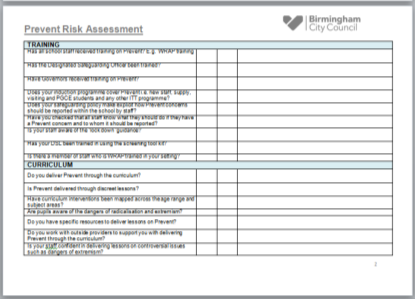 Prevent Risk Assessment
Birmingham
City Council
TRAINING
Has all school staff received training on Prevent? E.g. WRAP training
Has the Designated Safeguarding Officer been trained?
Have Governors received training on Prevent?
Does your induction programme cover Prevent i.e. new staff, supply,
visiting and PGCE students and any other ITT programme?
Does your safeguarding policy make explicit how Prevent concerns
should be reported within the school by staff?
Have you checked that all staff know what they should do if they have
a Prevent concern and to whom it should be reported?
Is your staff aware of the 'lock down' guidance?
Has your DSL been trained in using the screening tool kit?
Is there a member of staff who is WRAP trained in your setting?
CURRICULUM
Do you deliver Prevent through the curriculum?
Is Prevent delivered through discreet lessons?
Have curriculum interventions been mapped across the age range and
subject areas?
Are pupils aware of the dangers of radicalisation and extremism?
Do you have specific resources to deliver lessons on Prevent?
Do you work with outside providers to support you with delivering
Prevent through the curriculum?
Is your staff confident in delivering lessons on controversial issues
such as dangers of extremism?
2